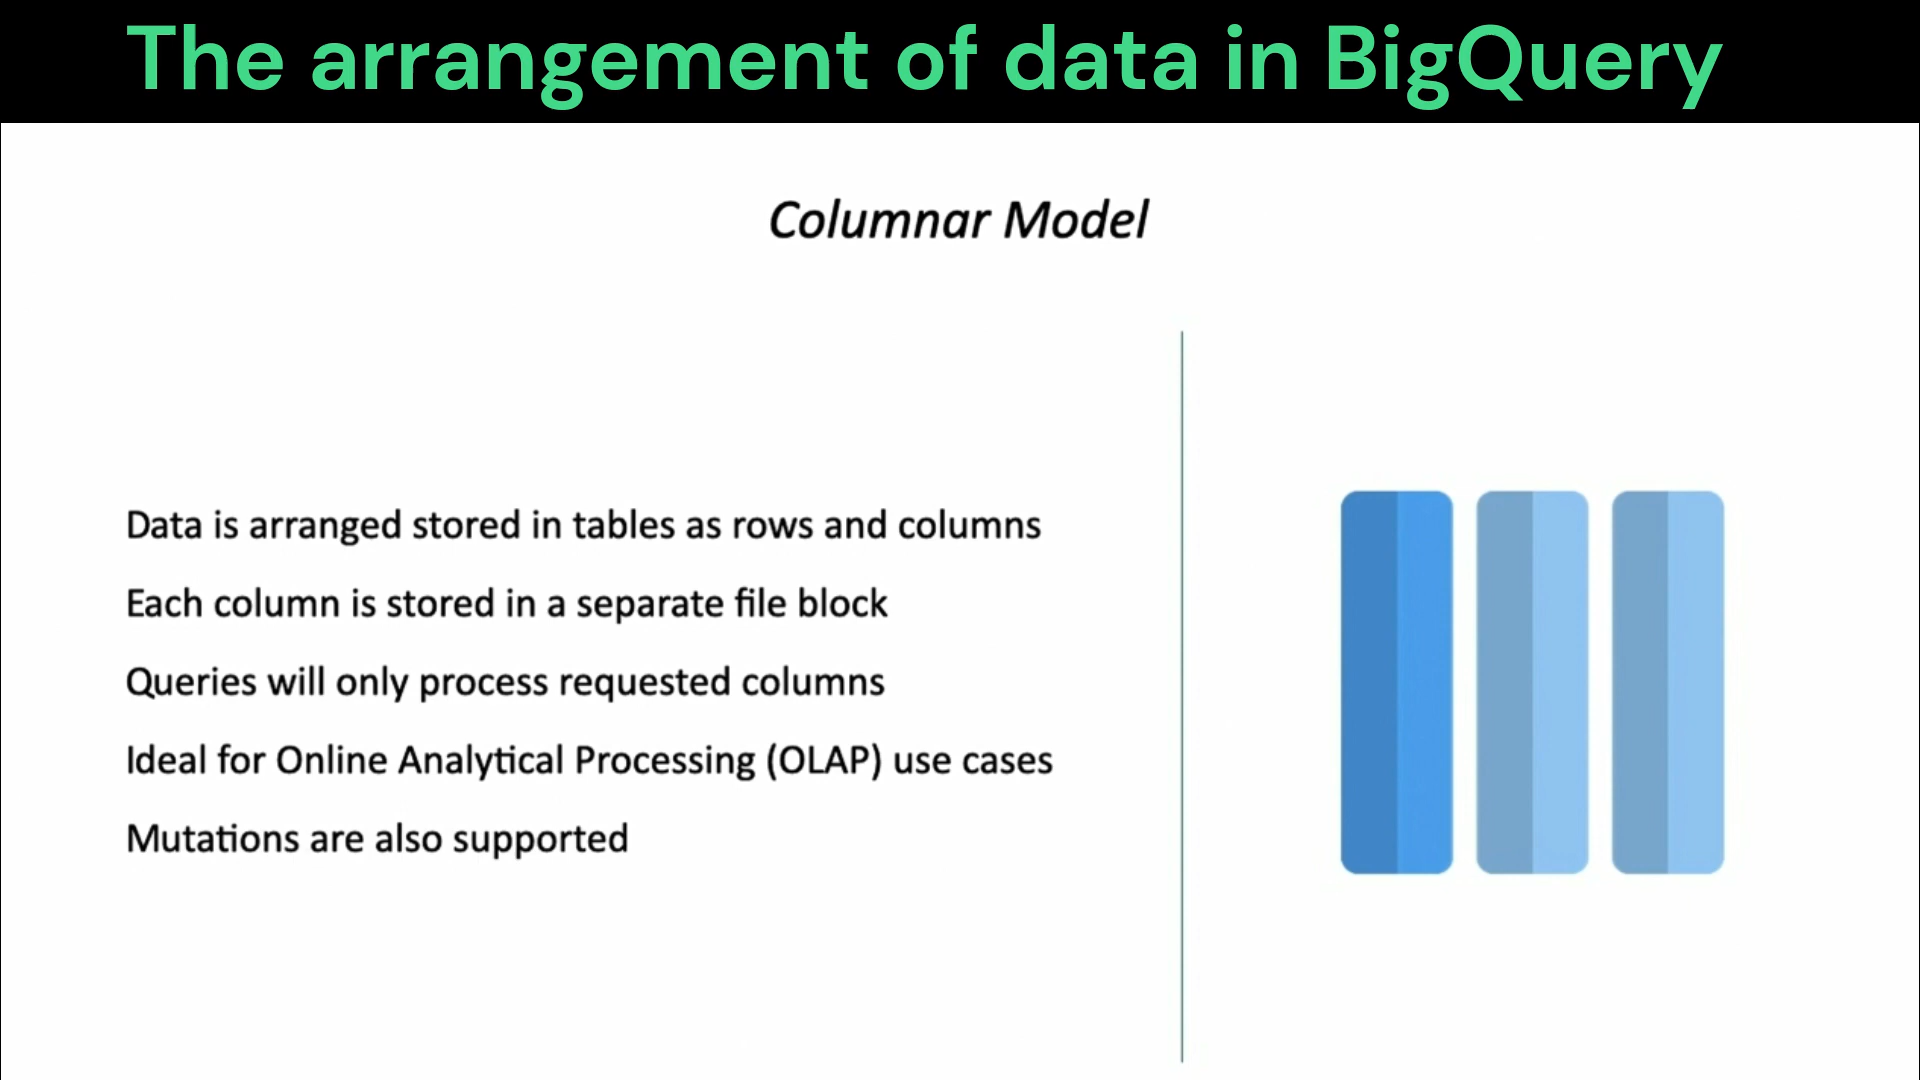 The arrangement of data in BigQuery
Columnar Model
Data is arranged stored in tables as rows and columns
Each column is stored in a separate file block
Queries will only process requested columns
Ideal for Online Analytical Processing (OLAP) use cases
Mutations are also supported